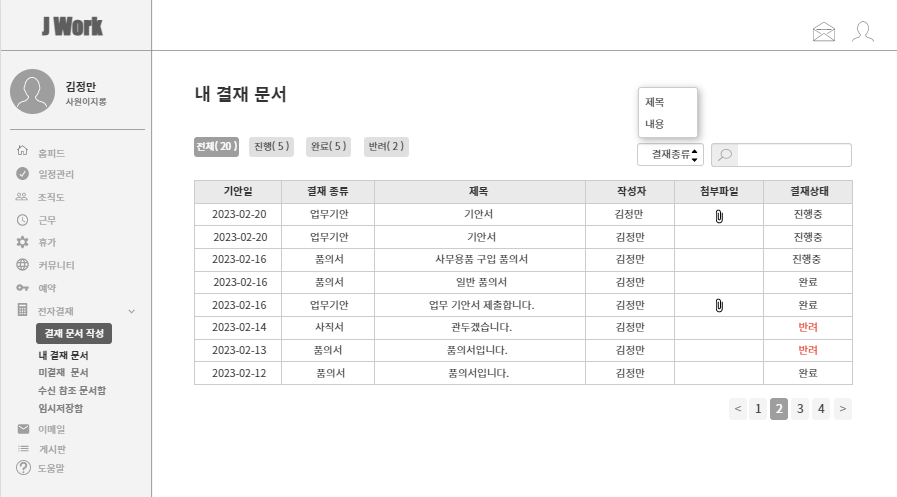 J Work
김정만
사원이지롱
홈피드
일정관리
조직도
근무
휴가
커뮤니티
예약
전자결재
결재 문서 작성
내 결재 문서
미결재 문서
수신 참조 문서함
임시저장함
이메일
게시판
도움말
내 결재 문서
제목
내용
전체( 20 ) 진행( 5 ) 완료( 5 ) 반려( 2 )
결재종류
기안일 결재 종류 제목 작성자 첨부파일 결재상태
2023-02-20 업무기안 기안서 김정만 진행중
2023-02-20 업무기안 기안서 김정만 진행중
2023-02-16 품의서 사무용품 구입 품의서 김정만 진행중
2023-02-16 품의서 일반 품의서 김정만 완료
2023-02-16 업무기안 업무 기안서 제출합니다. 김정만 완료
2023-02-14 사직서 관두겠습니다. 김정만 반려
2023-02-13 품의서 품의서입니다. 김정만 반려
2023-02-12 품의서 품의서입니다. 김정만 완료
< 1 2 3 4 >